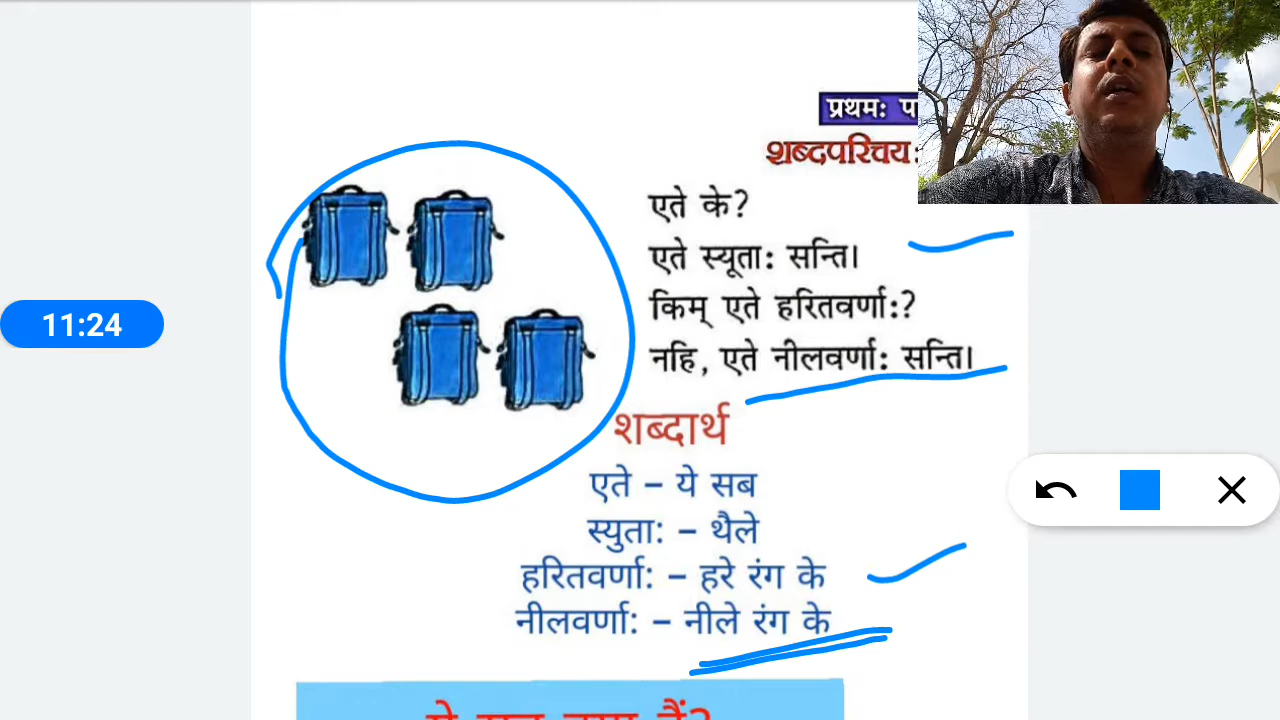 प्रथमः
शब्दपरिचयः
एते के?
एते स्यूताः सन्ति।
किम् एते हरितवर्णाः?
नहि, एते नीलवर्णाः सन्ति।
11:24
शब्दार्थ
एते – ये सब
स्युताः – थैले
हरितवर्णाः – हरे रंग के
नीलवर्णाः – नीले रंग के